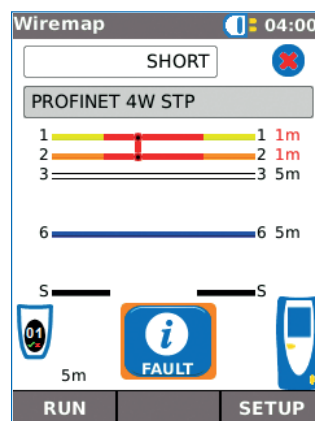 Wiremap 04:00
SHORT
PROFINET 4W STP
1 1 1m
2 2 1m
3 3 5m
6 6 5m
S S
01
i
FAULT
5m
RUN SETUP